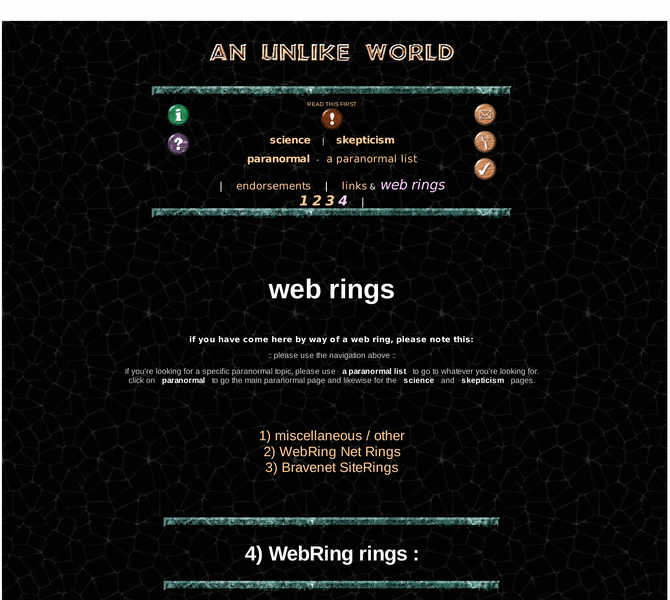 AN UNLIKE WORLD
READ THIS FIRST
science | skepticism
paranormal - a paranormal list
| endorsements | links & web rings
1 2 3 4 |
web rings
if you have come here by way of a web ring, please note this:
:: please use the navigation above ::
if you're looking for a specific paranormal topic, please use a paranormal list to go to whatever you're looking for.
click on paranormal to go the main paranormal page and likewise for the science and skepticism pages.
1) miscellaneous / other
2) WebRing Net Rings
3) Bravenet SiteRings
4) WebRing rings :